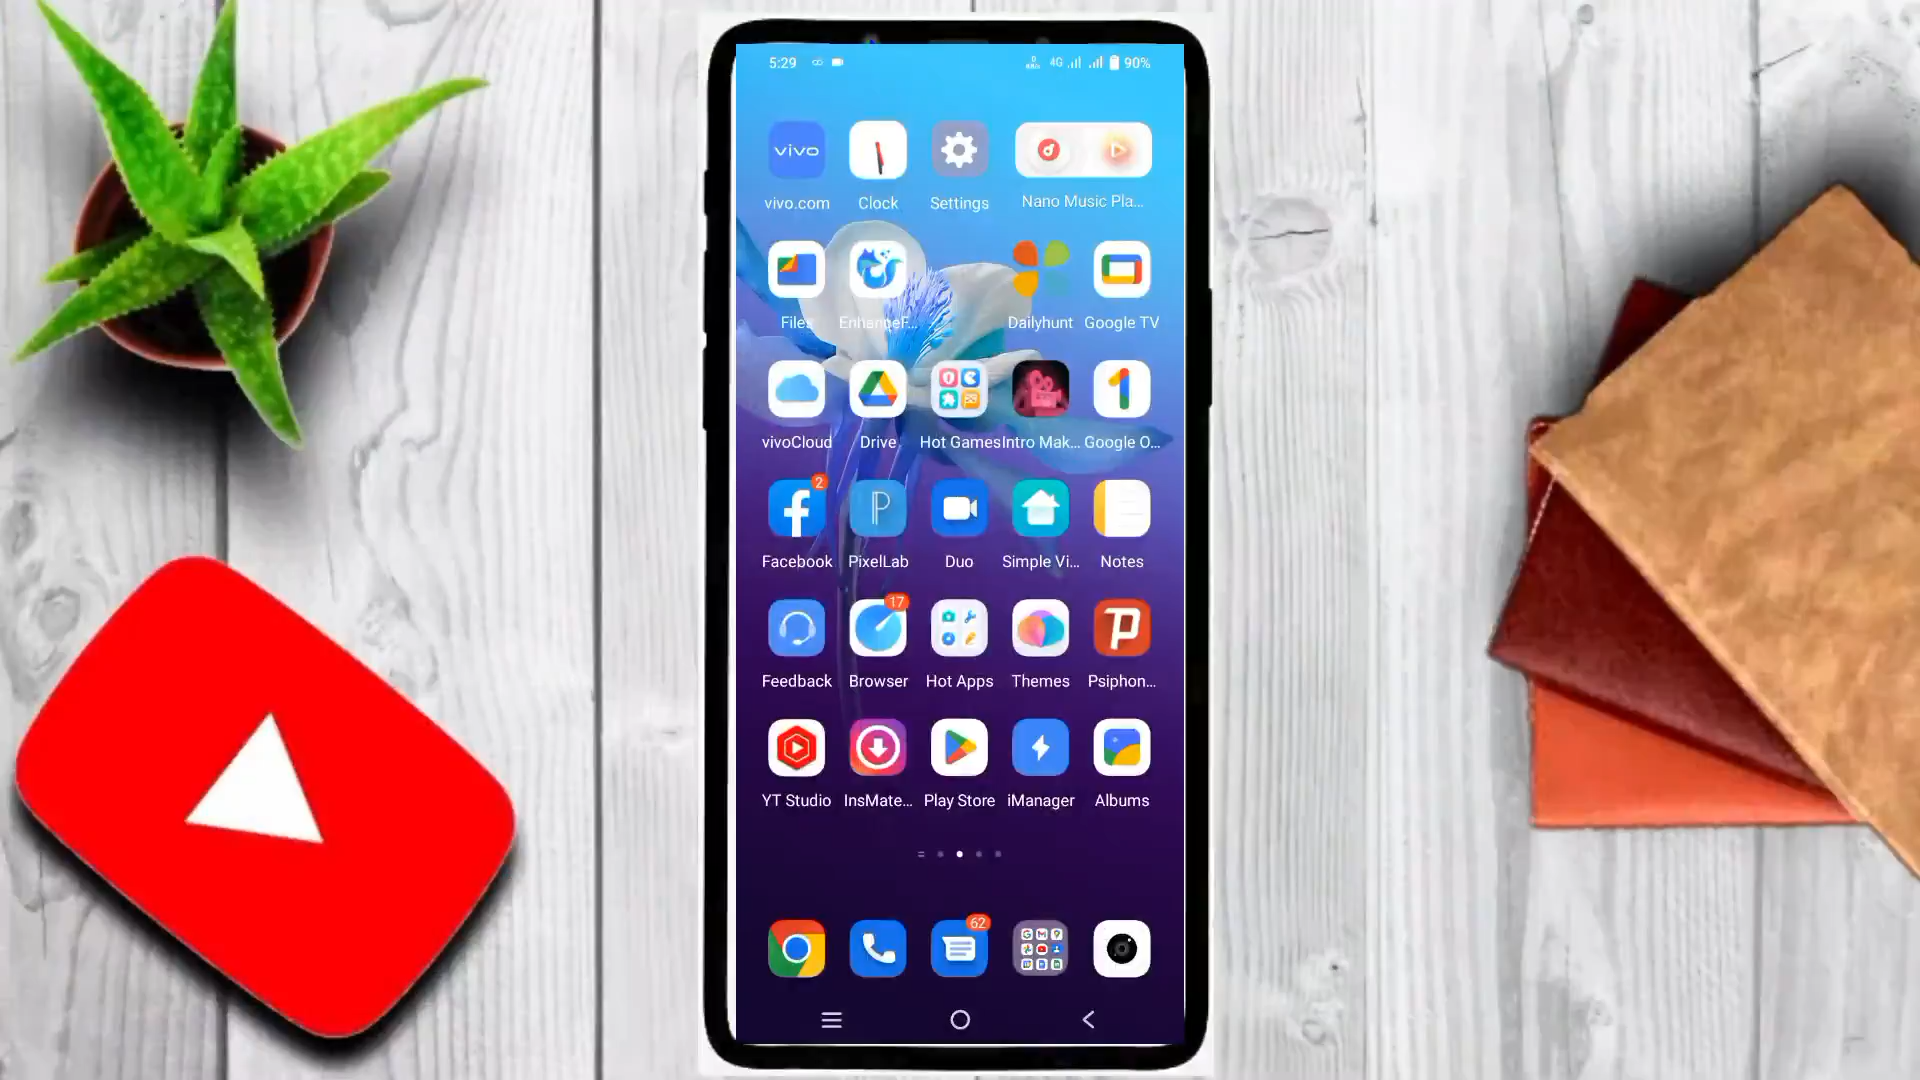 5:29 4G 90%
vivo
vivo.com Clock Settings Nano Music Pla...
Files EnhanceF... Dailyhunt Google TV
vivoCloud Drive Hot Games Intro Mak... Google O...
2
Facebook PixelLab Duo Simple Vi... Notes
17
Feedback Browser Hot Apps Themes Psiphon...
YT Studio InsMate... Play Store iManager Albums
62